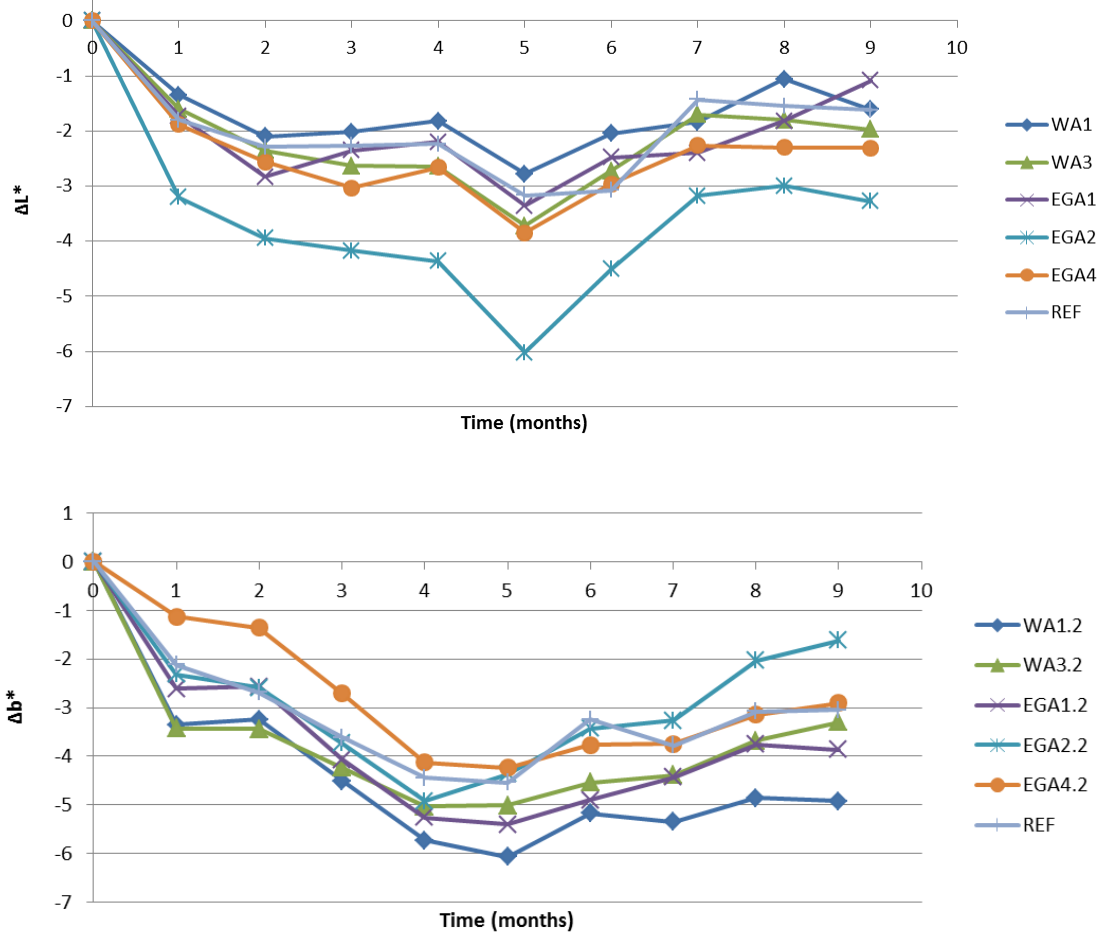 0
0 1 2 3 4 5 6 7 8 9 10
-1
-2
-3
-4
-5
-6
-7
ΔL*
Time (months)
WA1
WA3
EGA1
EGA2
EGA4
REF
1
0
0 1 2 3 4 5 6 7 8 9 10
-1
-2
-3
-4
-5
-6
-7
Δb*
Time (months)
WA1.2
WA3.2
EGA1.2
EGA2.2
EGA4.2
REF